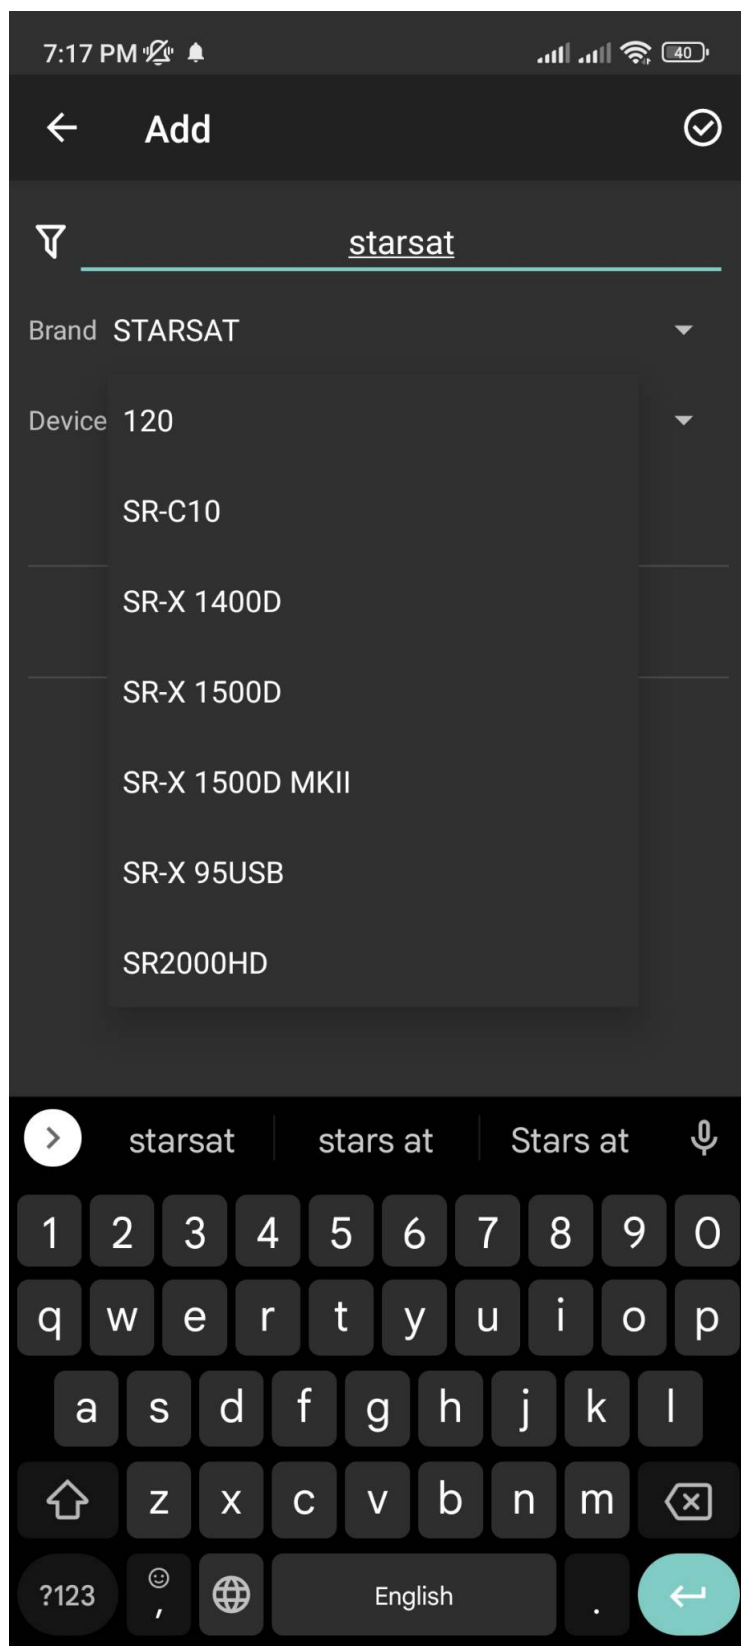 7:17 PM 40
Add
starsat
Brand STARSAT
Device 120
SR-C10
SR-X 1400D
SR-X 1500D
SR-X 1500D MKII
SR-X 95USB
SR2000HD
starsat stars at Stars at
1 2 3 4 5 6 7 8 9 0
q w e r t y u i o p
a s d f g h j k l
z x c v b n m
?123 , English .